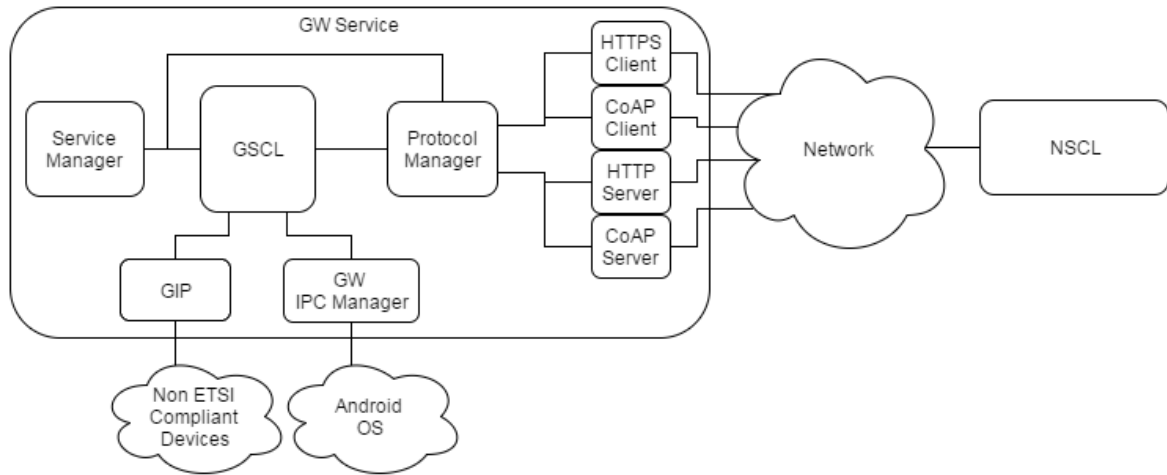 GW Service
HTTPS
Client
CoAP
Client
Service
Manager
GSCL
Protocol
Manager
Network
NSCL
HTTP
Server
CoAP
Server
GIP
GW
IPC Manager
Non ETSI
Compliant
Devices
Android
OS